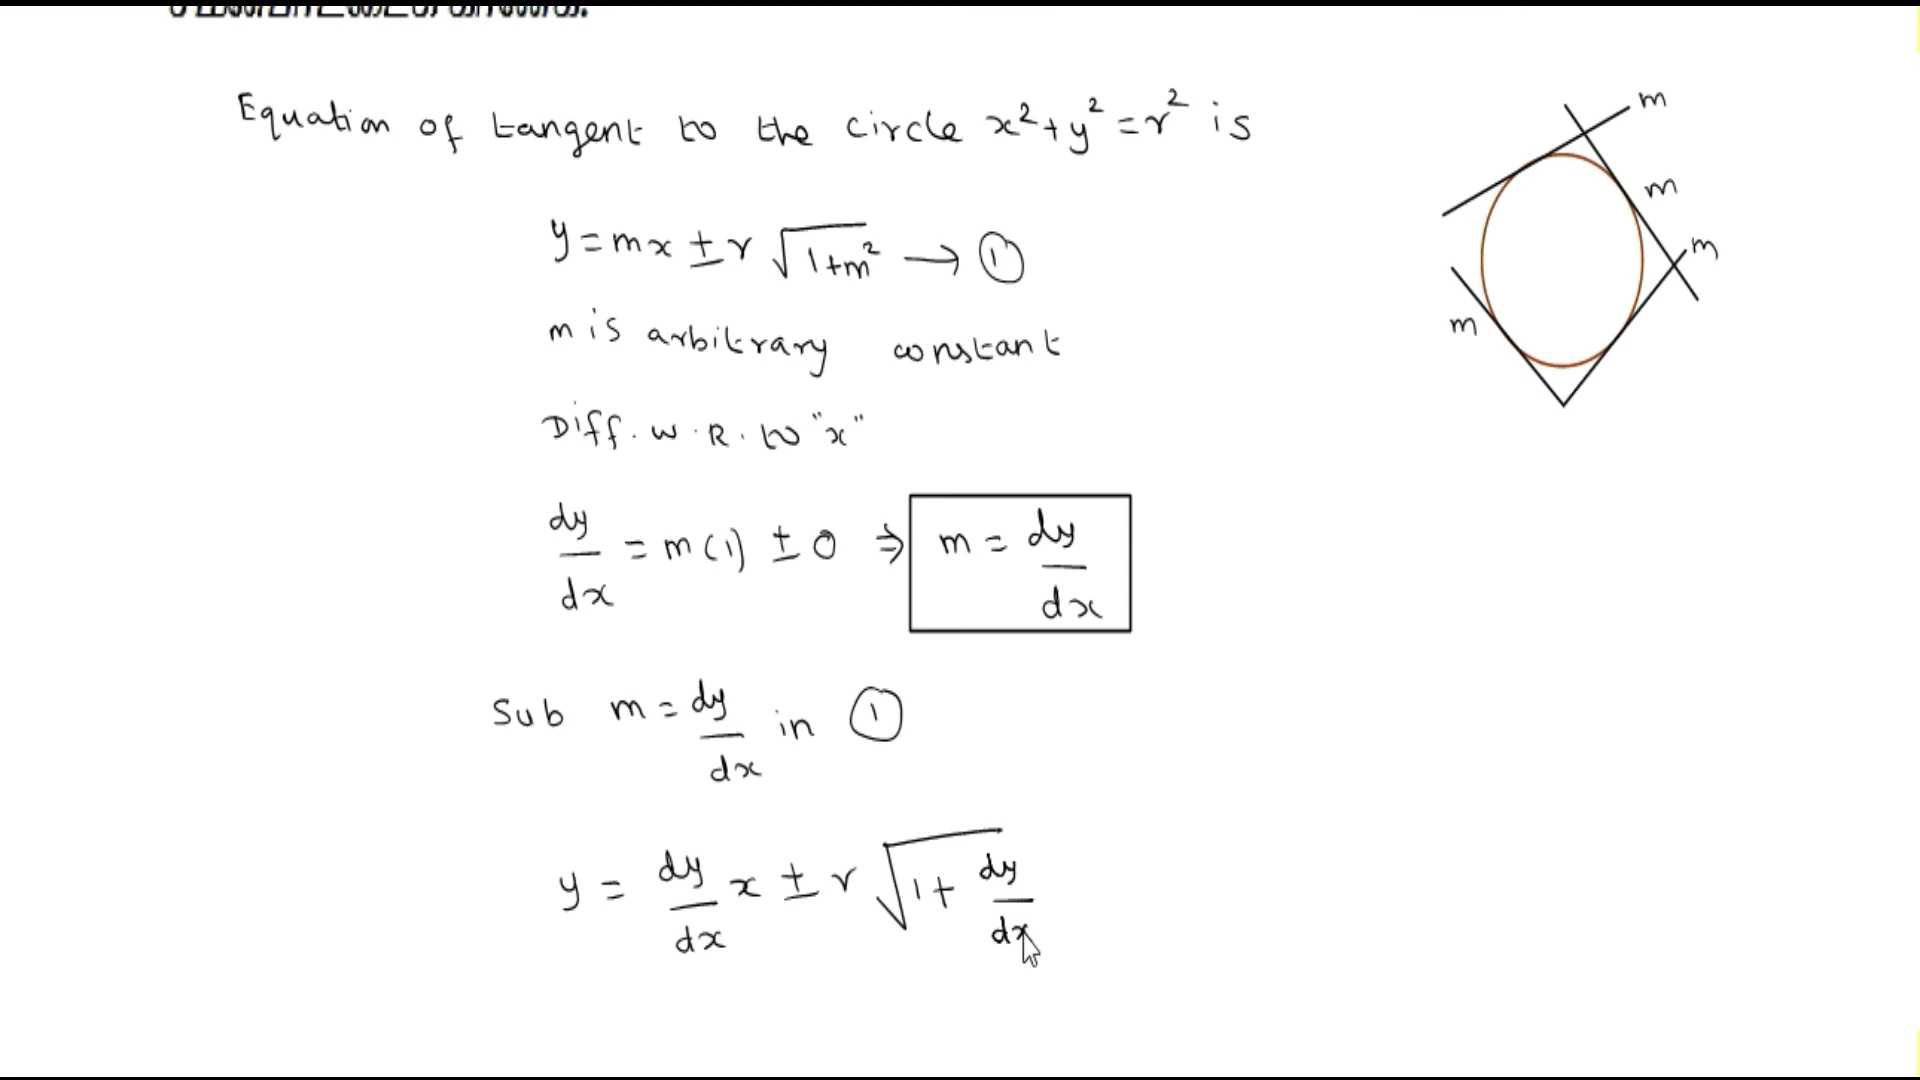 Equation of tangent to the circle x²+y²=r² is
y=mx ± r √1+m² → ①
m is arbitrary constant
Diff. W.R. to "x"
dy/dx = m(1) ± 0 ⇒ m = dy/dx
Sub m = dy/dx in ①
y = dy/dx x ± r √1+ dy/dx
m
m
m
m